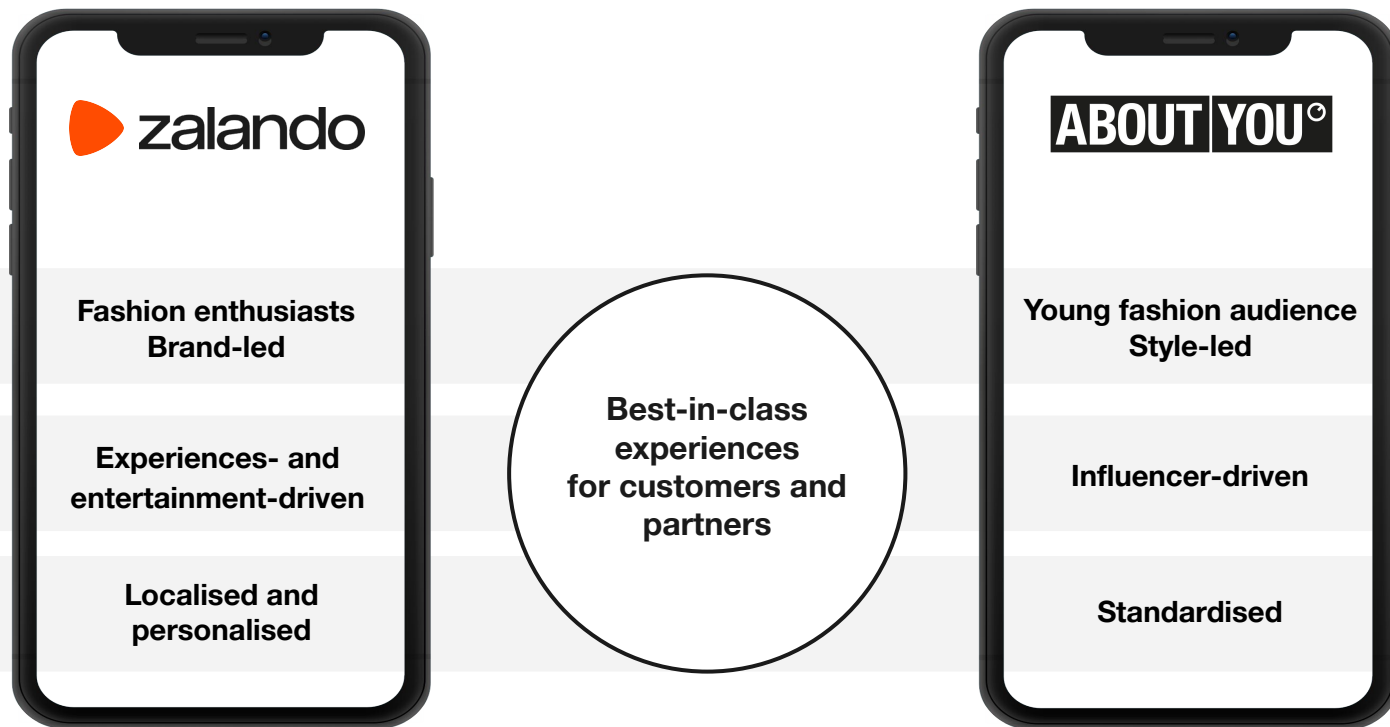 zalando
ABOUT YOU°
Fashion enthusiasts
Brand-led
Young fashion audience
Style-led
Best-in-class
experiences
for customers and
partners
Experiences- and
entertainment-driven
Influencer-driven
Localised and
personalised
Standardised